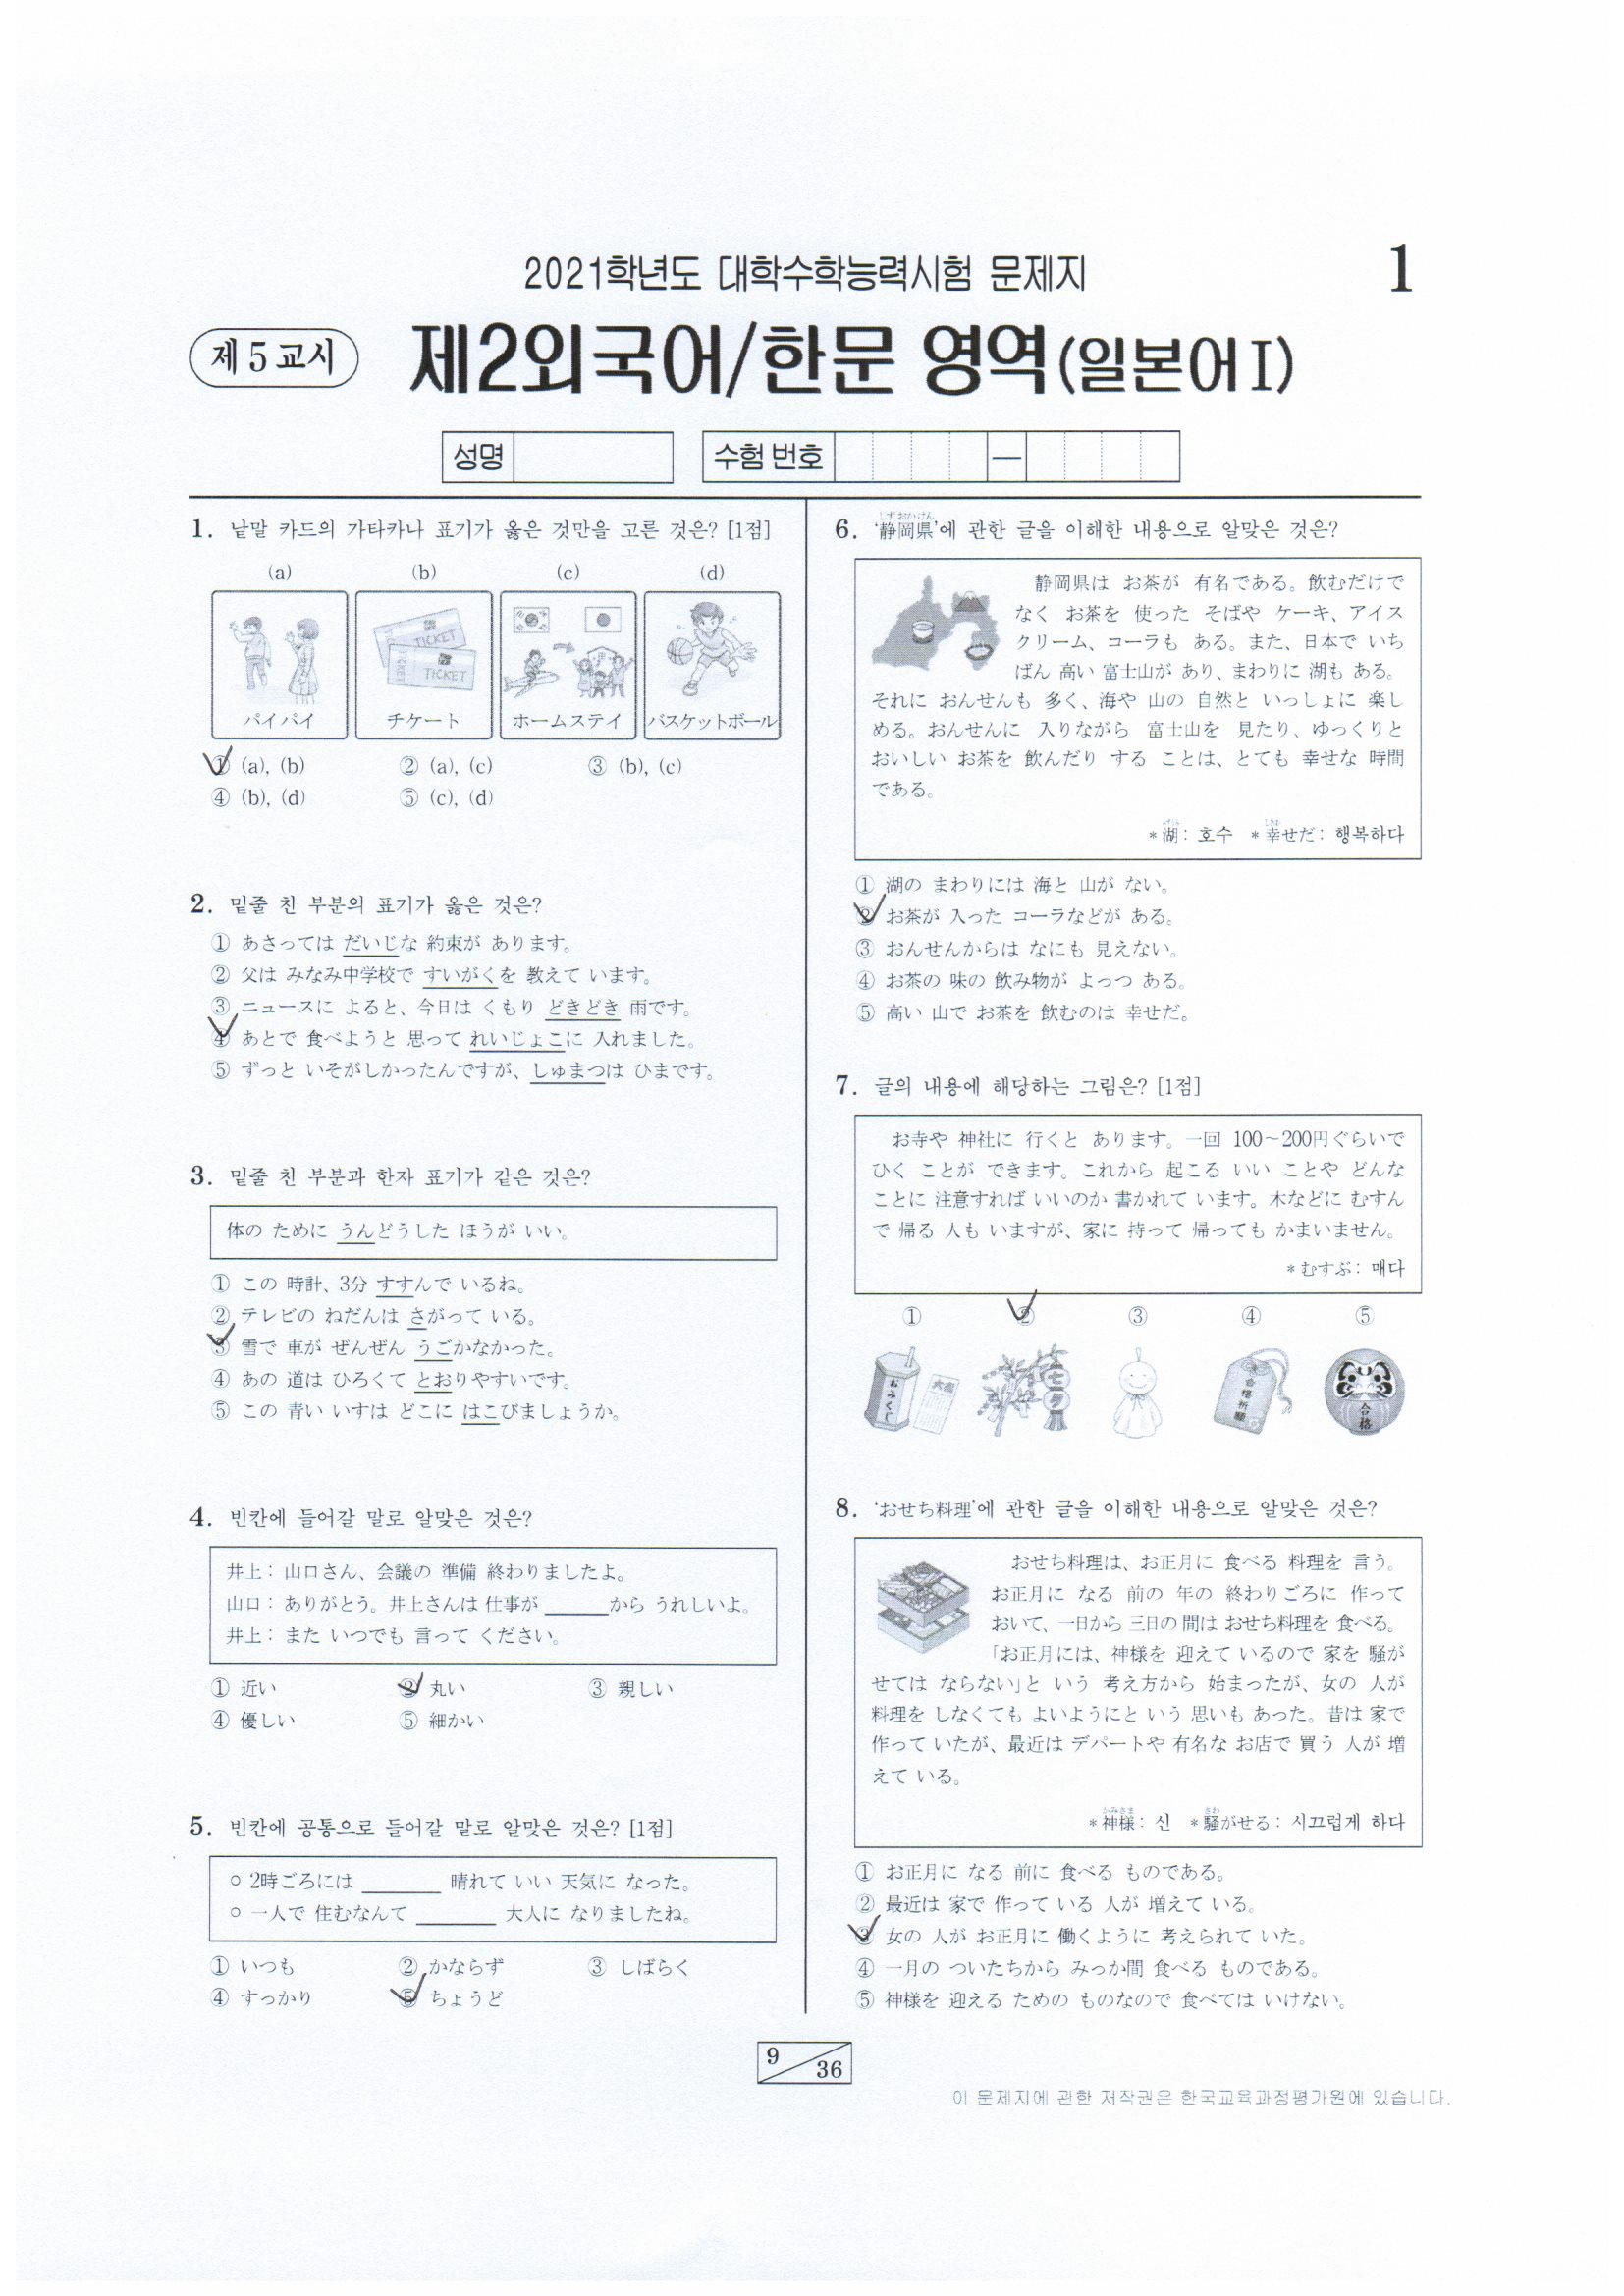 2021학년도 대학수학능력시험 문제지
1
제5교시
제2외국어/한문 영역(일본어 I)
성명
수험 번호
—
1. 낱말 카드의 가타카나 표기가 옳은 것만을 고른 것은? [1점]
(a) (b) (c) (d)
TICKET
TICKET
TICKET
パイパイ チケート ホームステイ バスケットボール
① (a), (b) ② (a), (c) ③ (b), (c)
④ (b), (d) ⑤ (c), (d)
2. 밑줄 친 부분의 표기가 옳은 것은?
① あさっては だいじな 約束が あります。
② 父は みなみ中学校で すいがくを 教えて います。
③ ニュースに よると、今日は くもり どきどき 雨です。
④ あとで 食べようと 思って れいじょこに 入れました。
⑤ ずっと いそがしかったんですが、しゅまつは ひまです。
3. 밑줄 친 부분과 한자 표기가 같은 것은?
体の ために うんどうした ほうが いい。
① この 時計、3分 すすんで いるね。
② テレビの ねだんは さがって いる。
③ 雪で 車が ぜんぜん うごかなかった。
④ あの 道は ひろくて とおりやすいです。
⑤ この 青い いすは どこに はこびましょうか。
4. 빈칸에 들어갈 말로 알맞은 것은?
井上: 山口さん、会議の 準備 終わりましたよ。
山口: ありがとう。井上さんは 仕事が ______から うれしいよ。
井上: また いつでも 言って ください。
① 近い ② 丸い ③ 親しい
④ 優しい ⑤ 細かい
5. 빈칸에 공통으로 들어갈 말로 알맞은 것은? [1점]
○ 2時ごろには ______ 晴れて いい 天気に なった。
○ 一人で 住むなんて ______ 大人に なりましたね。
① いつも ② かならず ③ しばらく
④ すっかり ⑤ ちょうど
しずおかけん
6. ‘静岡県’에 관한 글을 이해한 내용으로 알맞은 것은?
静岡県は お茶が 有名である。飲むだけで
なく お茶を 使った そばや ケーキ、アイス
クリーム、コーラも ある。また、日本で いち
ばん 高い 富士山が あり、まわりに 湖も ある。
それに おんせんも 多く、海や 山の 自然と いっしょに 楽し
める。おんせんに 入りながら 富士山を 見たり、ゆっくりと
おいしい お茶を 飲んだり する ことは、とても 幸せな 時間
である。
みずうみ しあわ
* 湖: 호수 * 幸せだ: 행복하다
① 湖の まわりには 海と 山が ない。
② お茶が 入った コーラなどが ある。
③ おんせんからは なにも 見えない。
④ お茶の 味の 飲み物が よっつ ある。
⑤ 高い 山で お茶を 飲むのは 幸せだ。
7. 글의 내용에 해당하는 그림은? [1점]
お寺や 神社に 行くと あります。一回 100~200円ぐらいで
ひく ことが できます。これから 起こる いい ことや どんな
ことに 注意すれば いいのか 書かれて います。木などに むすん
で 帰る 人も いますが、家に 持って 帰っても かまいません。
* むすぶ: 매다
① ② ③ ④ ⑤
おみくじ 大吉 七夕 合格祈願 合格
8. ‘おせち料理’에 관한 글을 이해한 내용으로 알맞은 것은?
おせち料理は、お正月に 食べる 料理を 言う。
お正月に なる 前の 年の 終わりごろに 作って
おいて、一日から 三日の 間は おせち料理を 食べる。
「お正月には、神様を 迎えて いるので 家を 騒が
せては ならない」と いう 考え方から 始まったが、女の 人が
料理を しなくても よいようにと いう 思いも あった。昔は 家で
作って いたが、最近は デパートや 有名な お店で 買う 人が 増
えて いる。
かみさま さわ
* 神様: 신 * 騒がせる: 시끄럽게 하다
① お正月に なる 前に 食べる ものである。
② 最近は 家で 作って いる 人が 増えて いる。
③ 女の 人が お正月に 働くように 考えられて いた。
④ 一月の ついたちから みっか間 食べる ものである。
⑤ 神様を 迎える ための ものなので 食べては いけない。
9 36
이 문제지에 관한 저작권은 한국교육과정평가원에 있습니다.